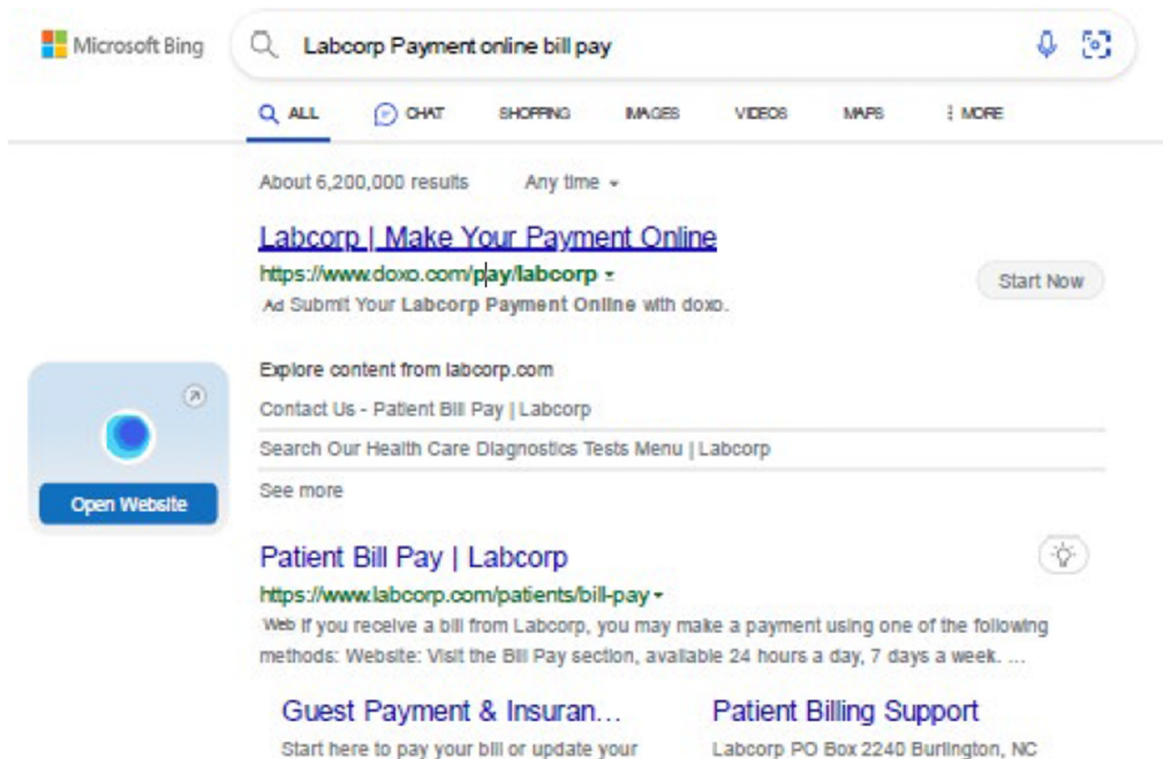 Microsoft Bing
Labcorp Payment online bill pay
ALL CHAT SHOPPING IMAGES VIDEOS MAPS MORE
About 6,200,000 results Any time
Labcorp | Make Your Payment Online
https://www.doxo.com/pay/labcorp
Start Now
Ad Submit Your Labcorp Payment Online with doxo.
Explore content from labcorp.com
Contact Us - Patient Bill Pay | Labcorp
Search Our Health Care Diagnostics Tests Menu | Labcorp
See more
Open Website
Patient Bill Pay | Labcorp
https://www.labcorp.com/patients/bill-pay
Web If you receive a bill from Labcorp, you may make a payment using one of the following
methods: Website: Visit the Bill Pay section, available 24 hours a day, 7 days a week. ...
Guest Payment & Insuran... Patient Billing Support
Start here to pay your bill or update your Labcorp PO Box 2240 Burlington, NC